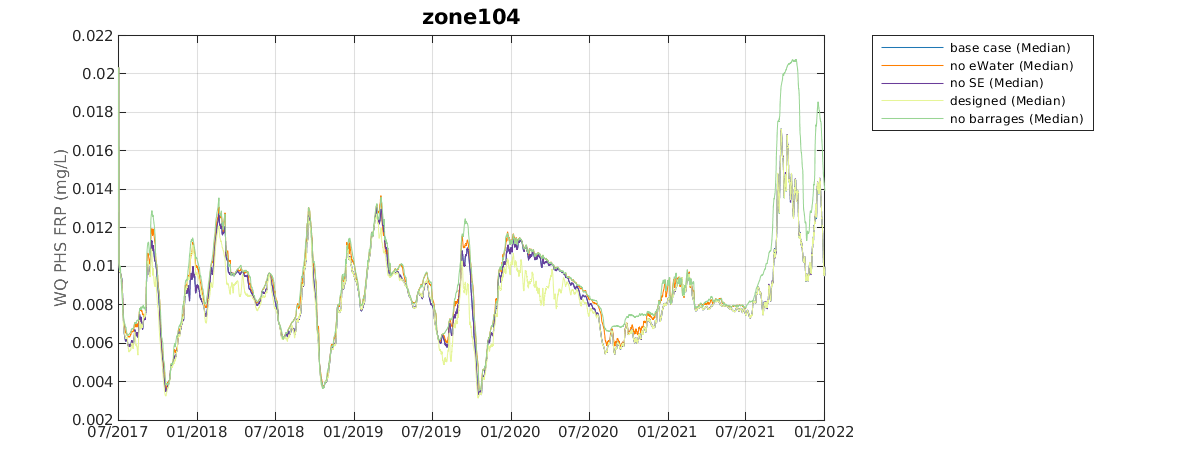 zone104
0.022
0.02
0.018
0.016
0.014
0.012
0.01
0.008
0.006
0.004
0.002
WQ PHS FRP (mg/L)
07/2017 01/2018 07/2018 01/2019 07/2019 01/2020 07/2020 01/2021 07/2021 01/2022
base case (Median)
no eWater (Median)
no SE (Median)
designed (Median)
no barrages (Median)